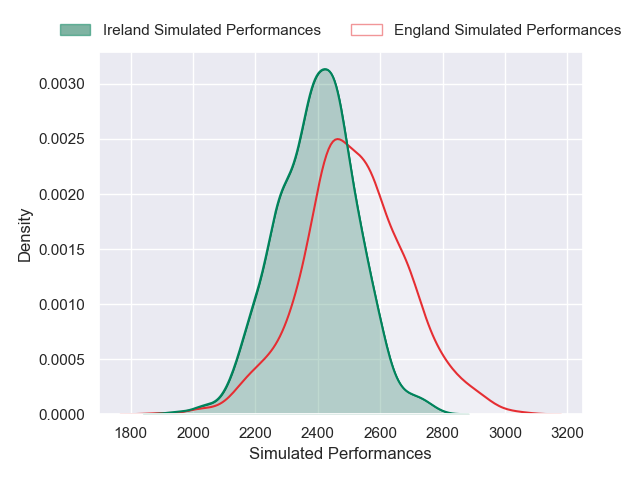 Ireland Simulated Performances England Simulated Performances
0.0030
0.0025
0.0020
0.0015
0.0010
0.0005
0.0000
Density
1800 2000 2200 2400 2600 2800 3000 3200
Simulated Performances